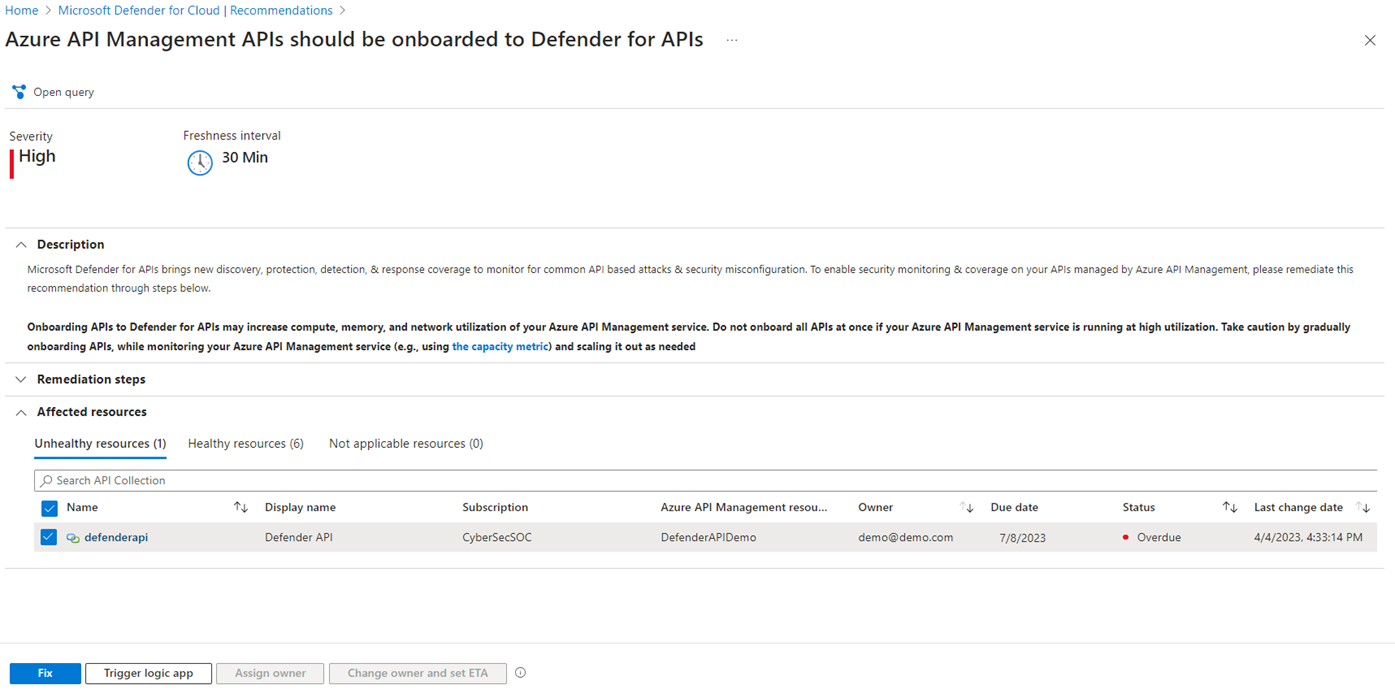 Home > Microsoft Defender for Cloud | Recommendations >
Azure API Management APIs should be onboarded to Defender for APIs ...
Open query
Severity
High
Freshness interval
30 Min
Description
Microsoft Defender for APIs brings new discovery, protection, detection, & response coverage to monitor for common API based attacks & security misconfiguration. To enable security monitoring & coverage on your APIs managed by Azure API Management, please remediate this
recommendation through steps below.
Onboarding APIs to Defender for APIs may increase compute, memory, and network utilization of your Azure API Management service. Do not onboard all APIs at once if your Azure API Management service is running at high utilization. Take caution by gradually
onboarding APIs, while monitoring your Azure API Management service (e.g., using the capacity metric) and scaling it out as needed
Remediation steps
Affected resources
Unhealthy resources (1) Healthy resources (6) Not applicable resources (0)
Search API Collection
Name Display name Subscription Azure API Management resou... Owner Due date Status Last change date
defenderapi Defender API CyberSecSOC DefenderAPIDemo demo@demo.com 7/8/2023 Overdue 4/4/2023, 4:33:14 PM
Fix Trigger logic app Assign owner Change owner and set ETA